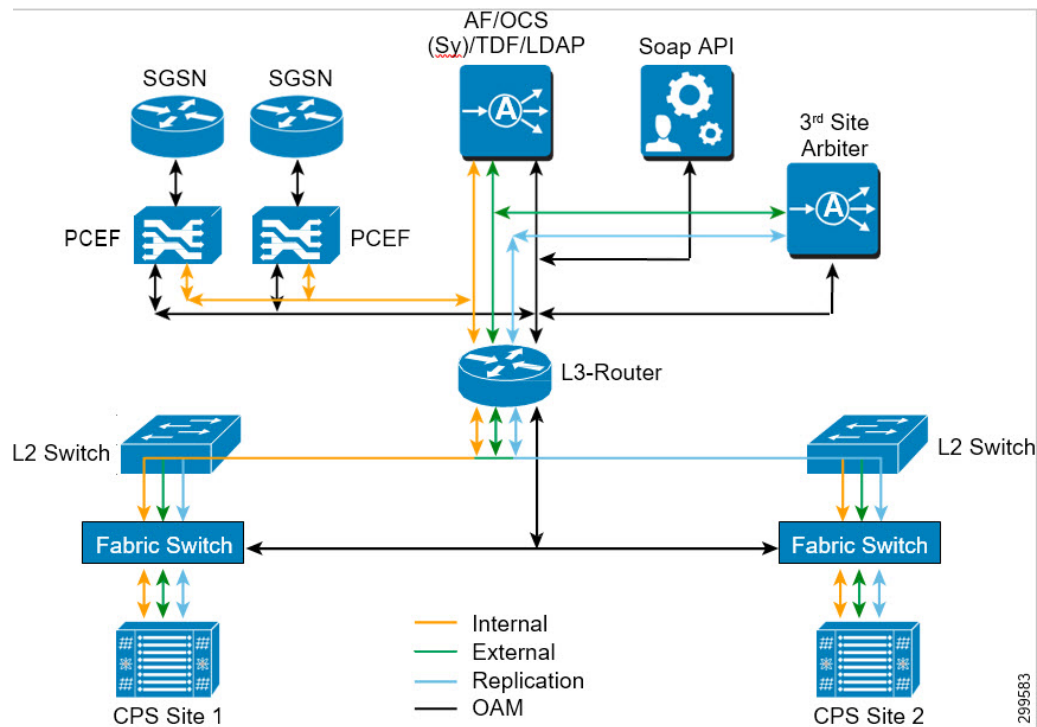 AF/OCS
(Sy)/TDF/LDAP
Soap API
SGSN
SGSN
3rd Site
Arbiter
A
A
PCEF
PCEF
L3-Router
L2 Switch
L2 Switch
Fabric Switch
Fabric Switch
Internal
External
Replication
OAM
CPS Site 1
CPS Site 2
299583